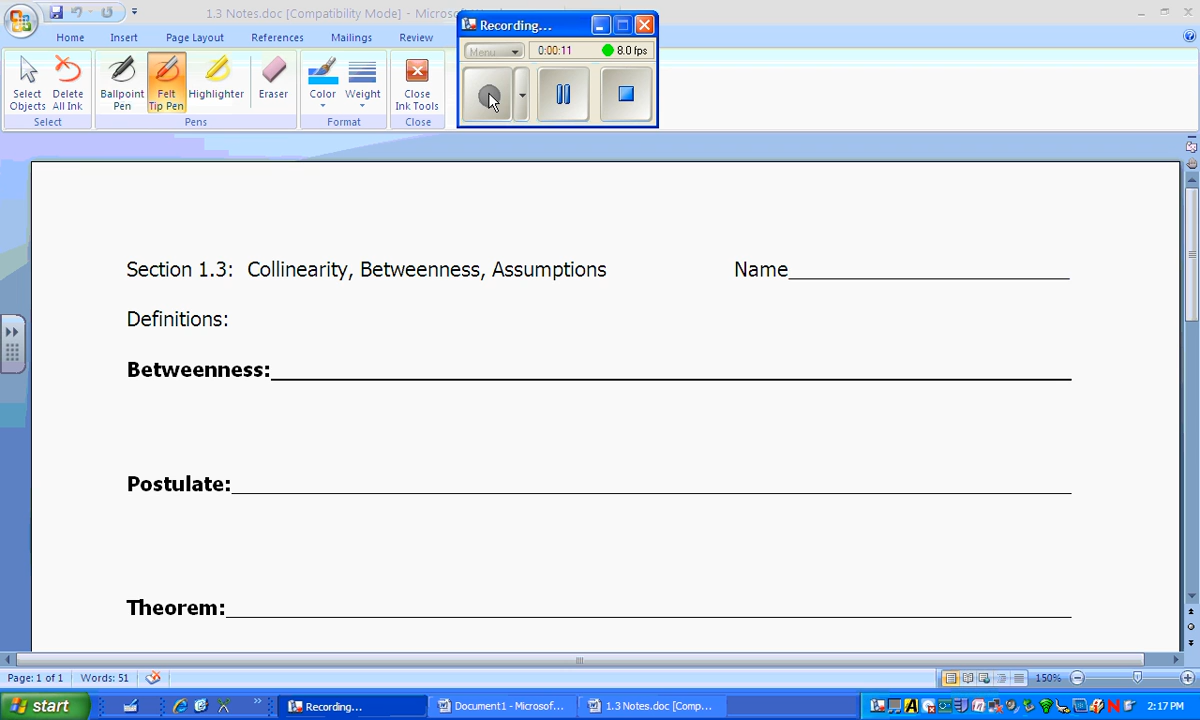 1.3 Notes.doc [Compatibility Mode] - Micros
Recording...
Home Insert Page Layout References Mailings Review
Menu 0:00:11 8.0 fps
Select Objects Delete All Ink Ballpoint Pen Felt Tip Pen Highlighter Eraser Color Weight Close Ink Tools
Select Pens Format Close
Section 1.3: Collinearity, Betweenness, Assumptions Name
Definitions:
Betweenness:
Postulate:
Theorem:
Page: 1 of 1 Words: 51 150%
start Recording... Document1 - Microsof... 1.3 Notes.doc [Comp... 2:17 PM